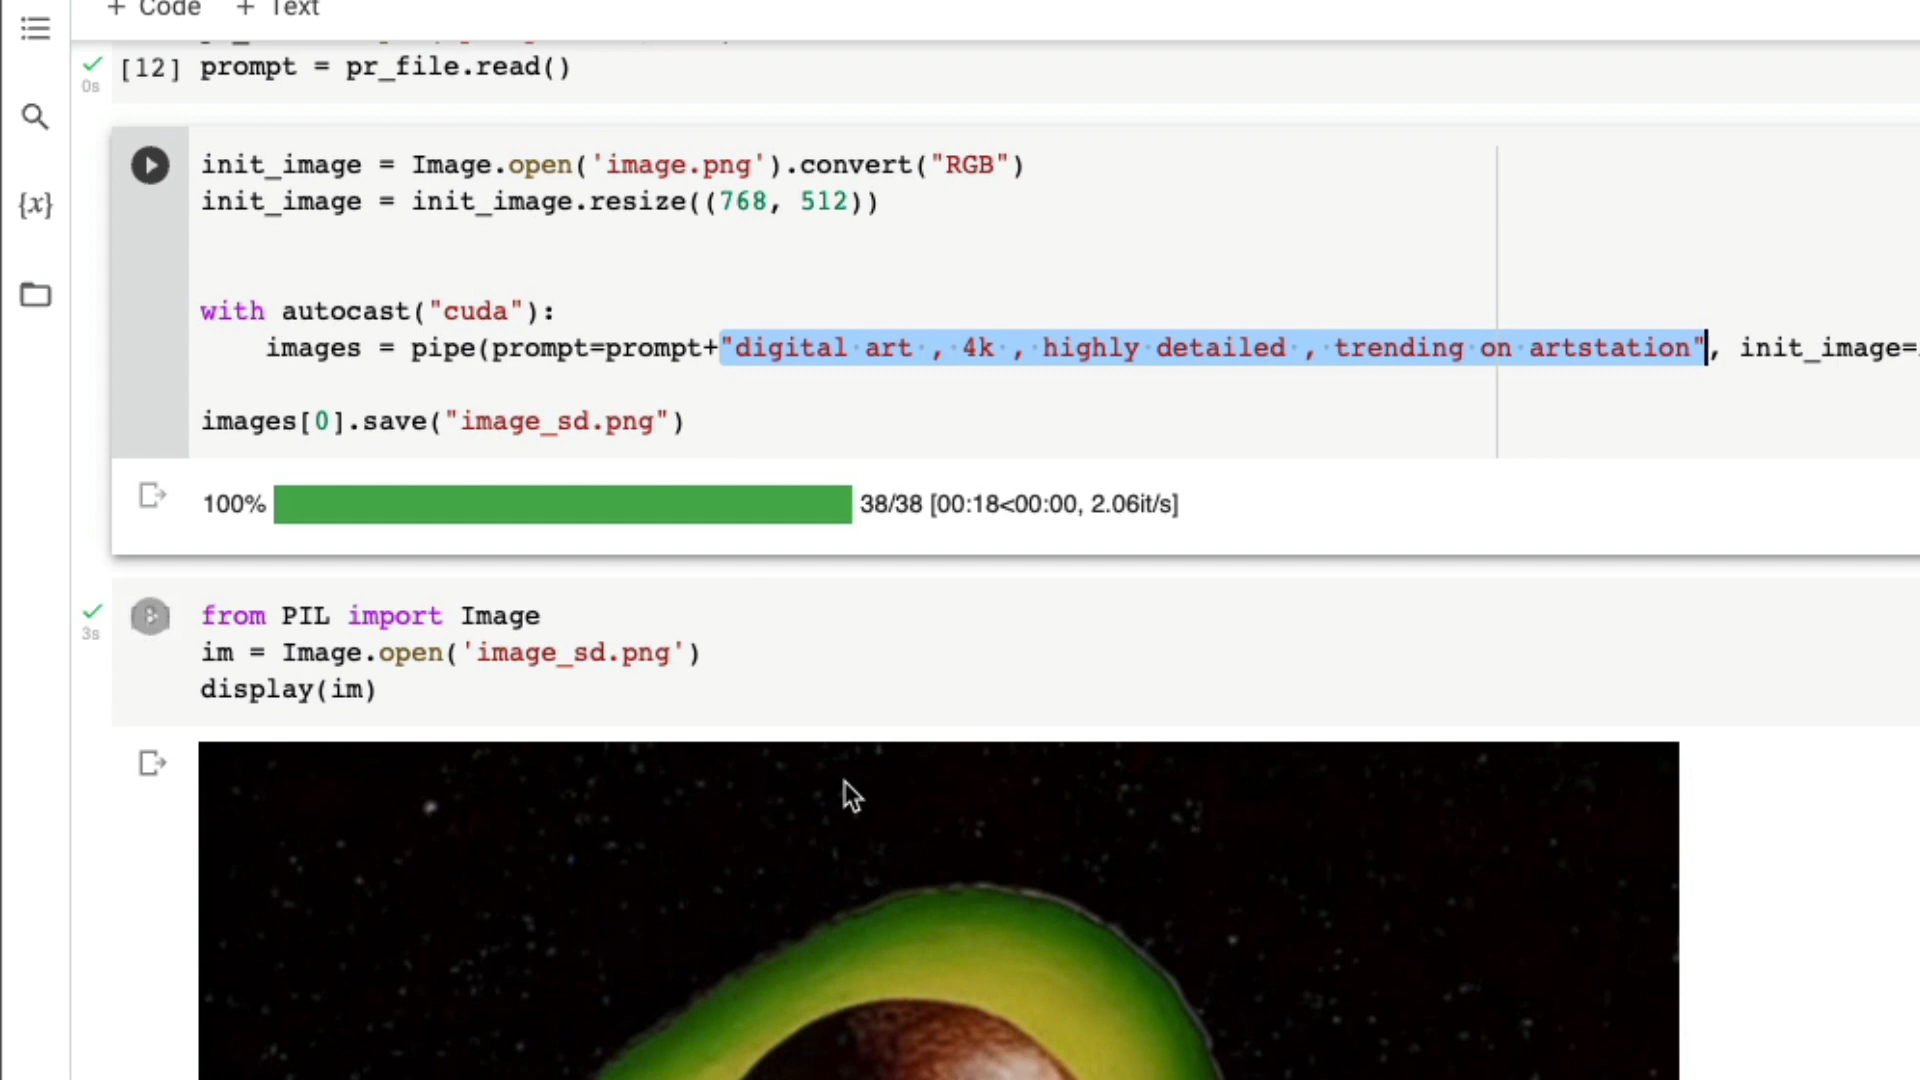 + Code + Text
[12] prompt = pr_file.read()
0s
{x}
init_image = Image.open('image.png').convert("RGB")
init_image = init_image.resize((768, 512))
with autocast("cuda"):
images = pipe(prompt=prompt+"digital art , 4k , highly detailed , trending on artstation", init_image=
images[0].save("image_sd.png")
100% 38/38 [00:18<00:00, 2.06it/s]
from PIL import Image
3s
im = Image.open('image_sd.png')
display(im)